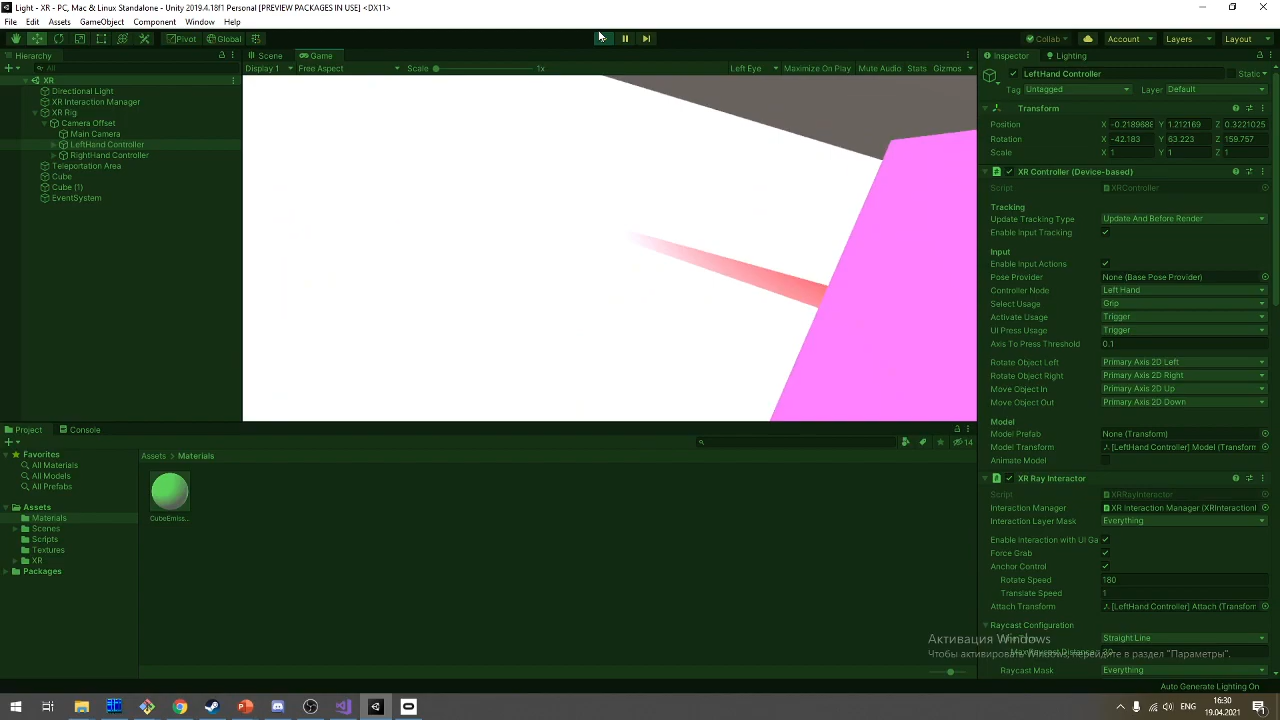 Light - XR - PC, Mac & Linux Standalone - Unity 2019.4.18f1 Personal [PREVIEW PACKAGES IN USE] <DX11>
File Edit Assets GameObject Component Window Help
Pivot Global Collab Account Layers Layout
Hierarchy Scene Game Inspector Lighting
All Display 1 Free Aspect Scale 1x Left Eye Maximize On Play Mute Audio Stats Gizmos
XR
Directional Light
XR Interaction Manager
XR Rig
Camera Offset
Main Camera
LeftHand Controller
RightHand Controller
Teleportation Area
Cube
Cube (1)
EventSystem
LeftHand Controller Static
Tag Untagged Layer Default
Transform
Position X -0.2189688 Y 1.212169 Z 0.3221025
Rotation X -42.183 Y 63.223 Z 159.757
Scale X 1 Y 1 Z 1
XR Controller (Device-based)
Script XRController
Tracking
Update Tracking Type Update And Before Render
Enable Input Tracking
Input
Enable Input Actions
Pose Provider None (Base Pose Provider)
Controller Node Left Hand
Select Usage Grip
Activate Usage Trigger
UI Press Usage Trigger
Axis To Press Threshold 0.1
Rotate Object Left Primary Axis 2D Left
Rotate Object Right Primary Axis 2D Right
Move Object In Primary Axis 2D Up
Move Object Out Primary Axis 2D Down
Model
Model Prefab None (Transform)
Model Transform [LeftHand Controller] Model (Transform
Animate Model
XR Ray Interactor
Script XRRayInteractor
Interaction Manager XR Interaction Manager (XRInteractionI
Interaction Layer Mask Everything
Enable Interaction with UI Ga
Force Grab
Anchor Control
Rotate Speed 180
Translate Speed 1
Attach Transform [LeftHand Controller] Attach (Transform
Raycast Configuration
Straight Line
Max Raycast Distance
Raycast Mask Everything
Project Console
14
Favorites
All Materials
All Models
All Prefabs
Assets
Materials
Scenes
Scripts
Textures
XR
Packages
Assets > Materials
CubeEmiss...
Активация Windows
Чтобы активировать Windows, перейдите в раздел "Параметры".
Auto Generate Lighting On
ENG
16:30
19.04.2021